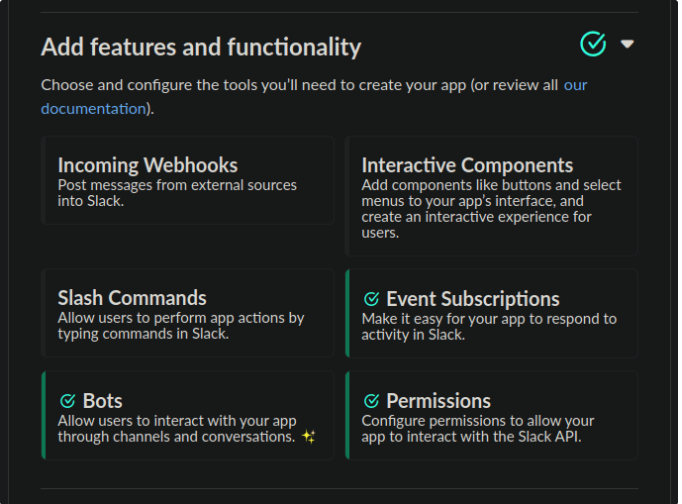 Add features and functionality
Choose and configure the tools you'll need to create your app (or review all our
documentation).
Incoming Webhooks
Post messages from external sources
into Slack.
Interactive Components
Add components like buttons and select
menus to your app's interface, and
create an interactive experience for
users.
Slash Commands
Allow users to perform app actions by
typing commands in Slack.
Event Subscriptions
Make it easy for your app to respond to
activity in Slack.
Bots
Allow users to interact with your app
through channels and conversations. ✨
Permissions
Configure permissions to allow your
app to interact with the Slack API.